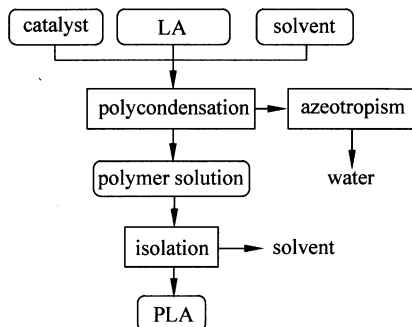 catalyst
LA
solvent
polycondensation
azeotropism
polymer solution
water
isolation
solvent
PLA